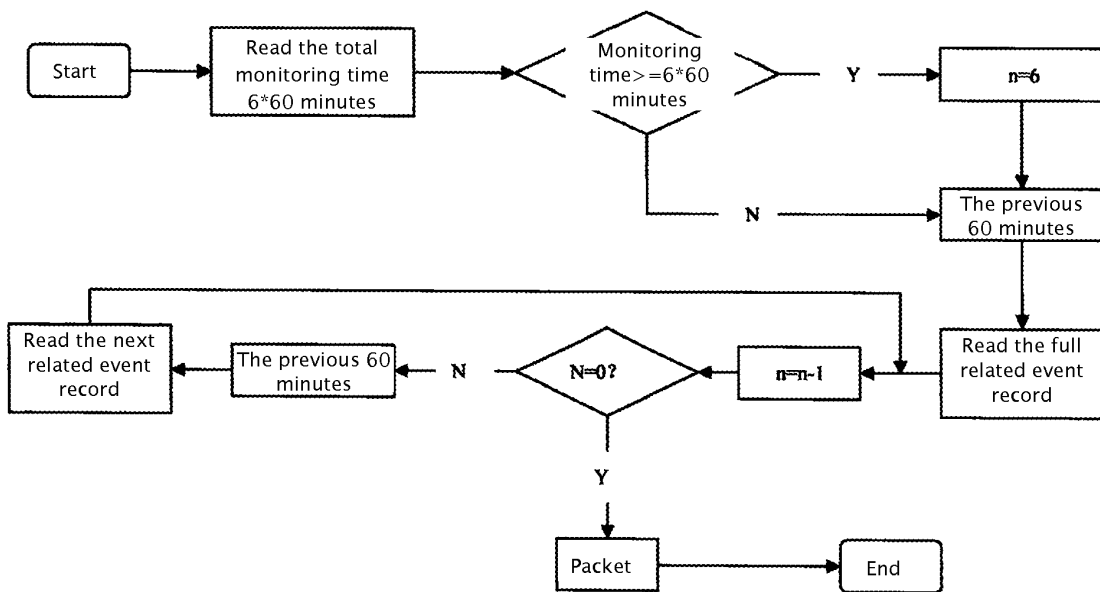 Start
Read the total
monitoring time
6*60 minutes
Monitoring
time>=6*60
minutes
Y
n=6
N
The previous
60 minutes
Read the next
related event
record
The previous 60
minutes
N
N=0?
n=n-1
Read the full
related event
record
Y
Packet
End